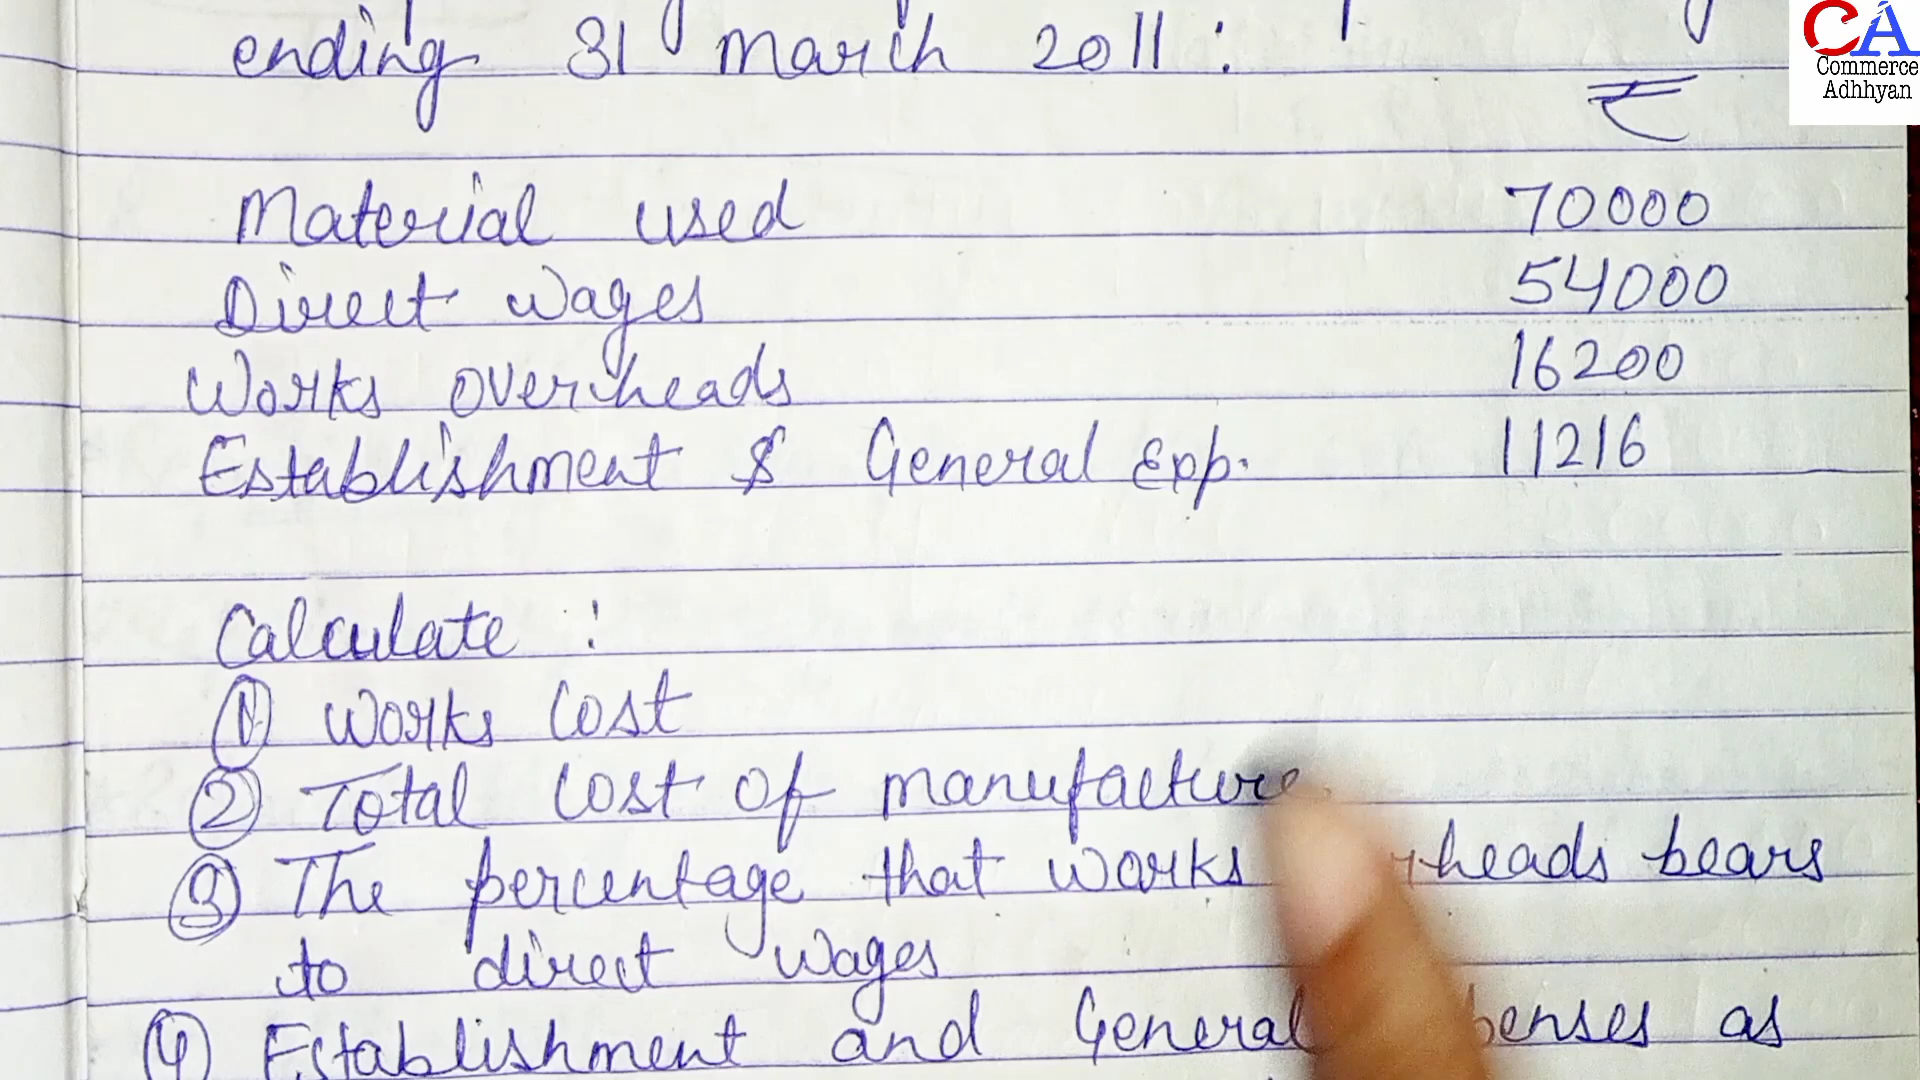 ending 31 March 2011 :
CA
Commerce
Adhhyan
₹
Material used 70000
Direct wages 54000
Works overheads 16200
Establishment & General Exp. 11216
Calculate :
① Works Cost
② Total Cost of manufacture
③ The percentage that works rheads bears
to direct wages
④ Establishment and General penses as